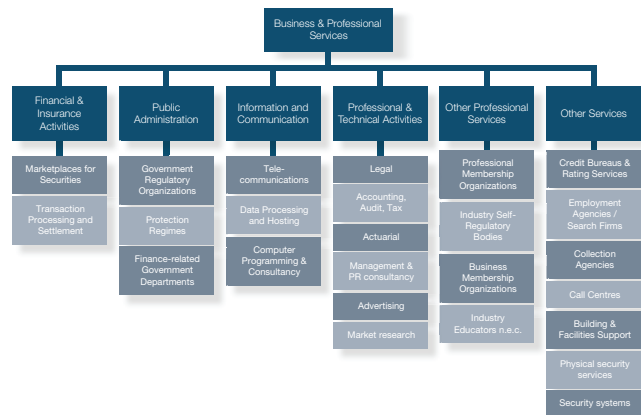 Business & Professional
Services
Financial &
Insurance
Activities
Marketplaces for
Securities
Transaction
Processing and
Settlement
Public
Administration
Government
Regulatory
Organizations
Protection
Regimes
Finance-related
Government
Departments
Information and
Communication
Tele-
communications
Data Processing
and Hosting
Computer
Programming &
Consultancy
Professional &
Technical Activities
Legal
Accounting,
Audit, Tax
Actuarial
Management &
PR consultancy
Advertising
Market research
Other Professional
Services
Professional
Membership
Organizations
Industry Self-
Regulatory
Bodies
Business
Membership
Organizations
Industry
Educators n.e.c.
Other Services
Credit Bureaus &
Rating Services
Employment
Agencies /
Search Firms
Collection
Agencies
Call Centres
Building &
Facilities Support
Physical security
services
Security systems